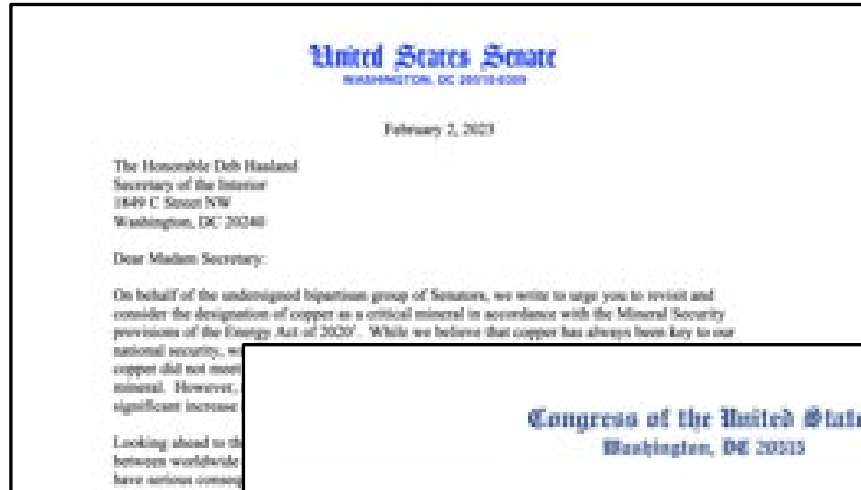 United States Senate
WASHINGTON, DC 20510-0309
February 2, 2023
The Honorable Deb Haaland
Secretary of the Interior
1849 C Street NW
Washington, DC 20240
Dear Madam Secretary:
On behalf of the undersigned bipartisan group of Senators, we write to urge you to revisit and
consider the designation of copper as a critical mineral in accordance with the Mineral Security
provisions of the Energy Act of 2020¹. While we believe that copper has always been key to our
national security,
copper did not
mineral. However,
significant increase
Looking ahead to
between worldwide
have serious
Congress of the United
Washington, DC 20515